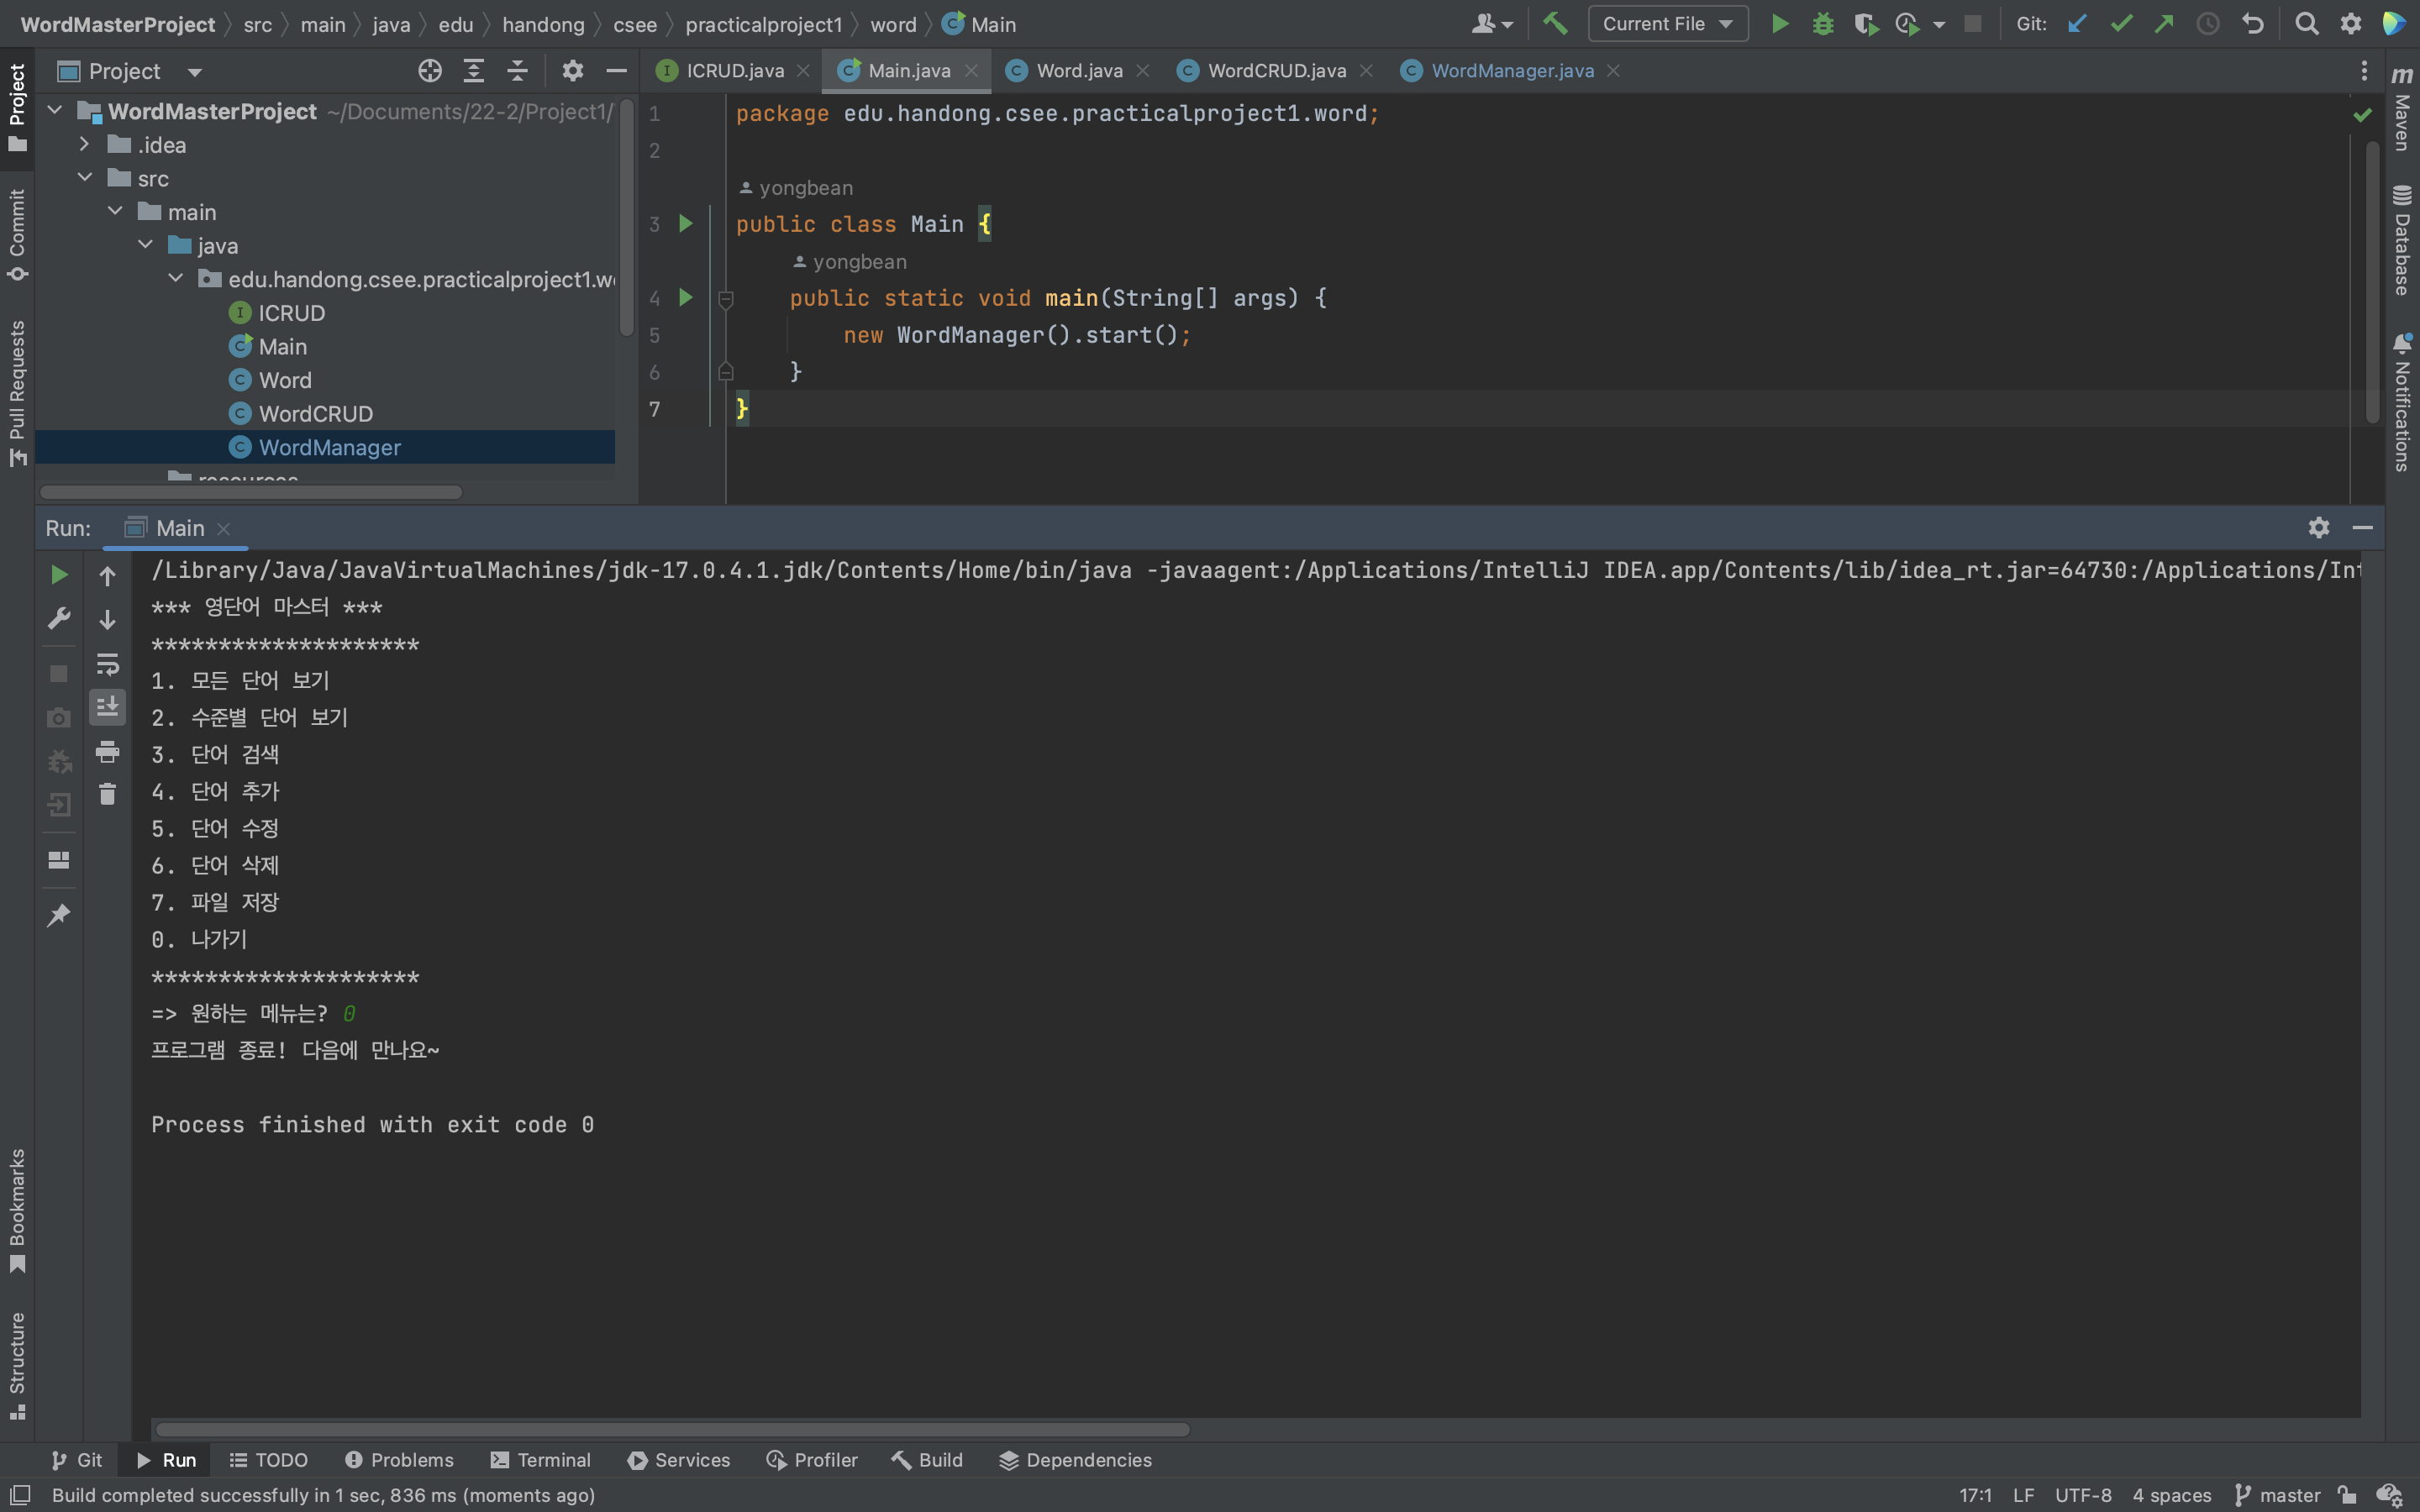 WordMasterProject src main java edu handong csee practicalproject1 word Main
Current File
Git:
Project
ICRUD.java Main.java Word.java WordCRUD.java WordManager.java
WordMasterProject ~/Documents/22-2/Project1/
.idea
src
main
java
edu.handong.csee.practicalproject1.w
ICRUD
Main
Word
WordCRUD
WordManager
resources
1 package edu.handong.csee.practicalproject1.word;
2
yongbean
3 public class Main {
yongbean
4 public static void main(String[] args) {
5 new WordManager().start();
6 }
7 }
Project
Commit
Pull Requests
Bookmarks
Structure
m Maven
Database
Notifications
Run: Main
/Library/Java/JavaVirtualMachines/jdk-17.0.4.1.jdk/Contents/Home/bin/java -javaagent:/Applications/IntelliJ IDEA.app/Contents/lib/idea_rt.jar=64730:/Applications/Int
*** 영단어 마스터 ***
********************
1. 모든 단어 보기
2. 수준별 단어 보기
3. 단어 검색
4. 단어 추가
5. 단어 수정
6. 단어 삭제
7. 파일 저장
0. 나가기
********************
=> 원하는 메뉴는? 0
프로그램 종료! 다음에 만나요~
Process finished with exit code 0
Git Run TODO Problems Terminal Services Profiler Build Dependencies
Build completed successfully in 1 sec, 836 ms (moments ago)
17:1 LF UTF-8 4 spaces master